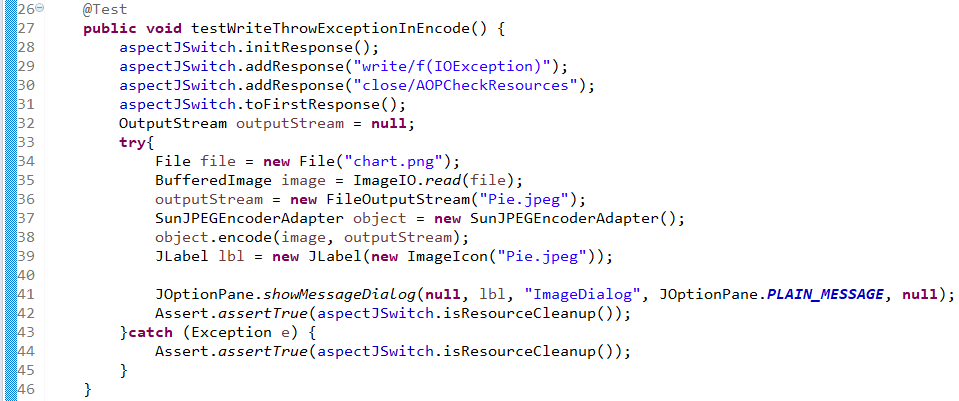 26 @Test
27 public void testWriteThrowExceptionInEncode() {
28 aspectJSwitch.initResponse();
29 aspectJSwitch.addResponse("write/f(IOException)");
30 aspectJSwitch.addResponse("close/AOPCheckResources");
31 aspectJSwitch.toFirstResponse();
32 OutputStream outputStream = null;
33 try{
34 File file = new File("chart.png");
35 BufferedImage image = ImageIO.read(file);
36 outputStream = new FileOutputStream("Pie.jpeg");
37 SunJPEGEncoderAdapter object = new SunJPEGEncoderAdapter();
38 object.encode(image, outputStream);
39 JLabel lbl = new JLabel(new ImageIcon("Pie.jpeg"));
40
41 JOptionPane.showMessageDialog(null, lbl, "ImageDialog", JOptionPane.PLAIN_MESSAGE, null);
42 Assert.assertTrue(aspectJSwitch.isResourceCleanup());
43 }catch (Exception e) {
44 Assert.assertTrue(aspectJSwitch.isResourceCleanup());
45 }
46 }